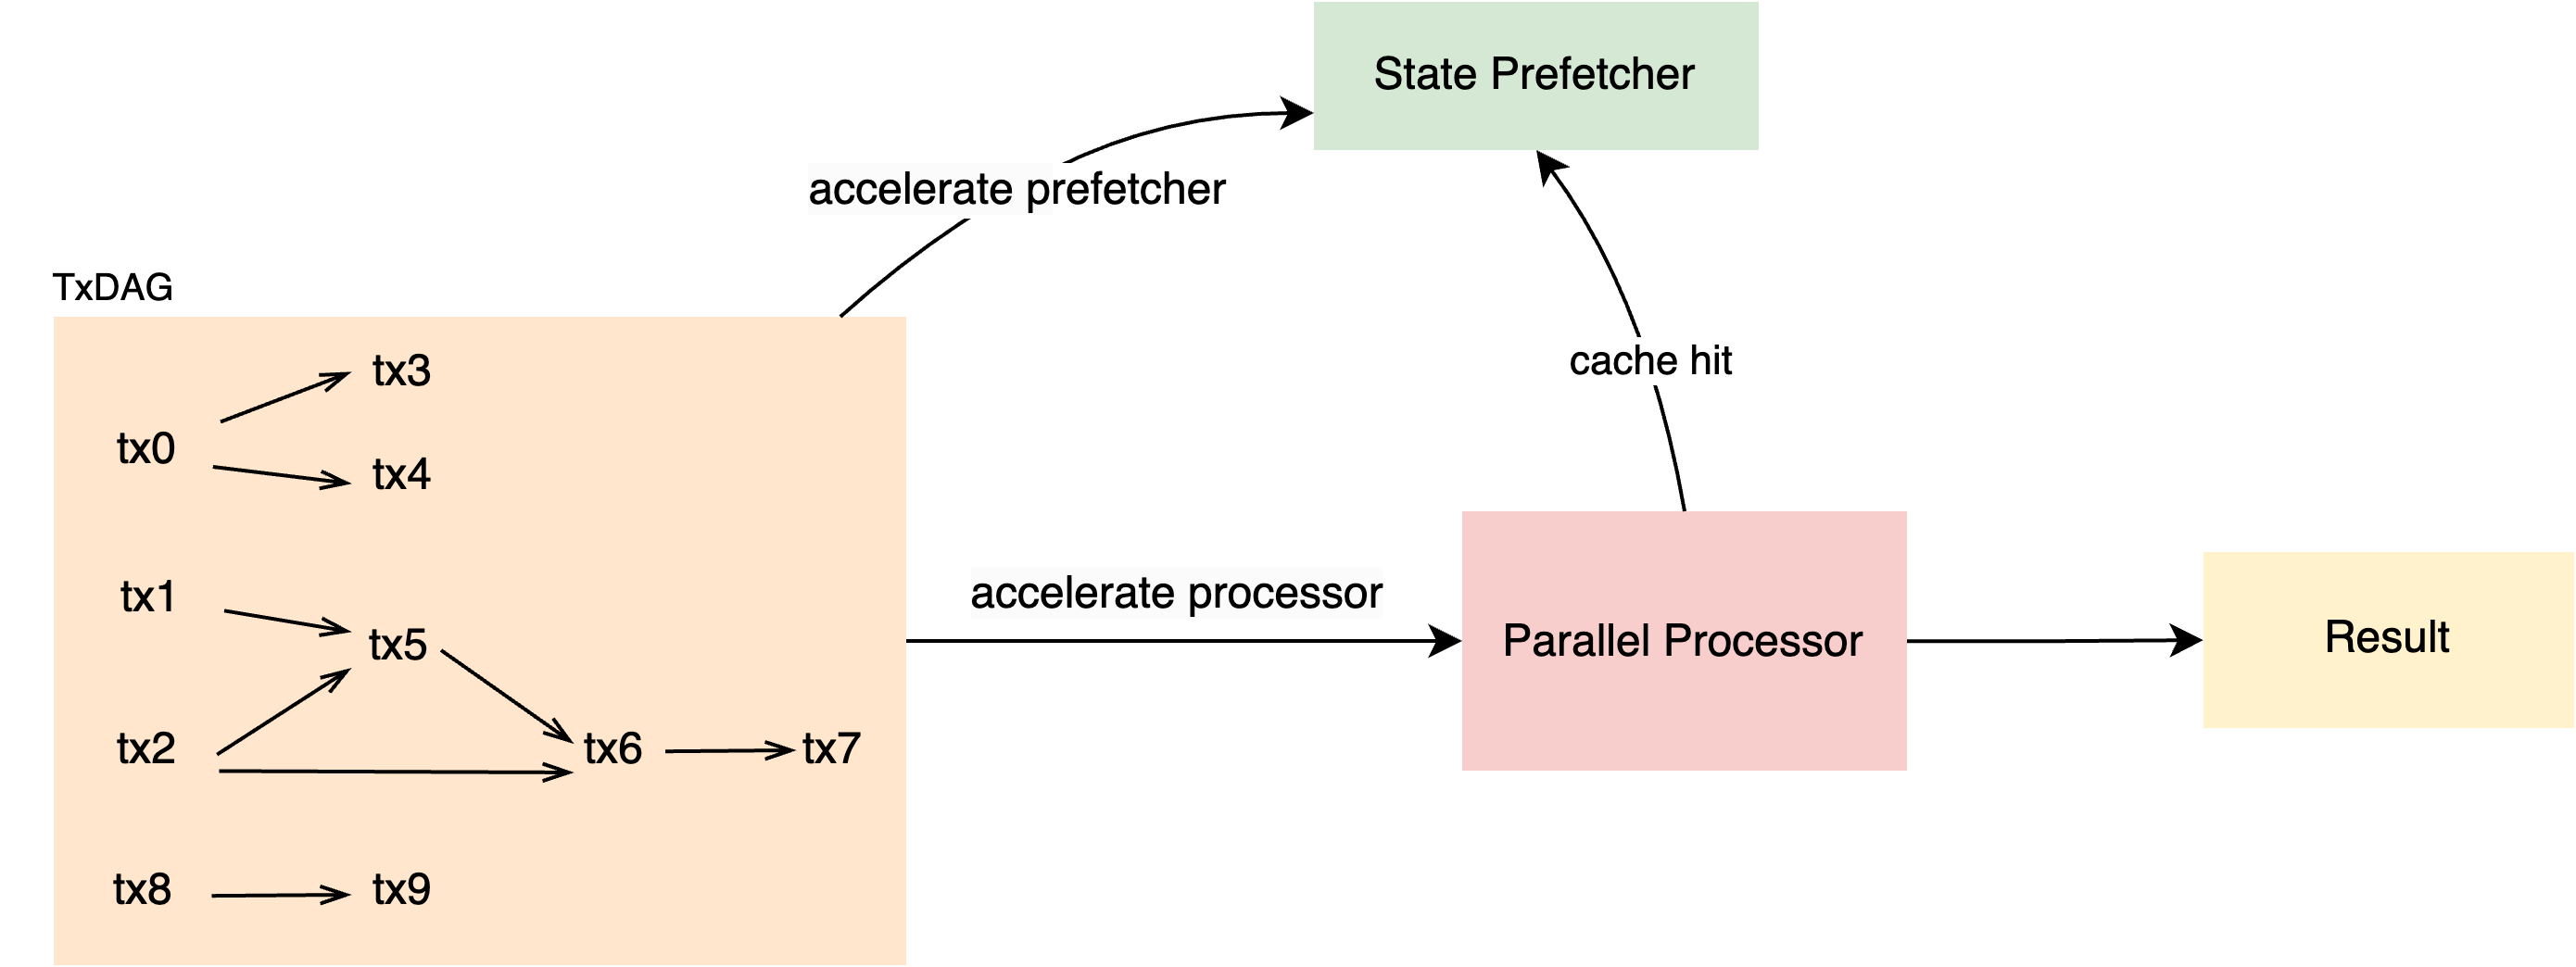 State Prefetcher
accelerate prefetcher
TxDAG
cache hit
tx3
tx0
tx4
tx1
tx5
tx2
tx6
tx7
tx8
tx9
accelerate processor
Parallel Processor
Result